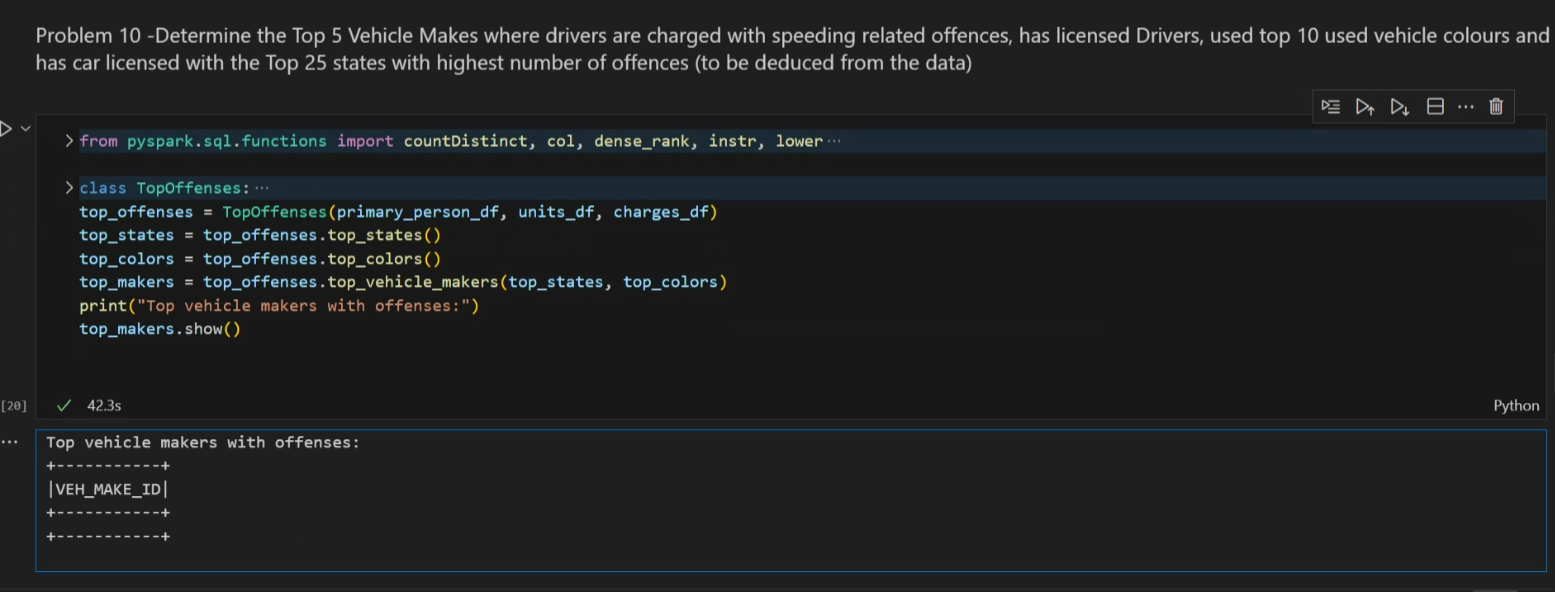 Problem 10 -Determine the Top 5 Vehicle Makes where drivers are charged with speeding related offences, has licensed Drivers, used top 10 used vehicle colours and
has car licensed with the Top 25 states with highest number of offences (to be deduced from the data)
from pyspark.sql.functions import countDistinct, col, dense_rank, instr, lower···
class TopOffenses:···
top_offenses = TopOffenses(primary_person_df, units_df, charges_df)
top_states = top_offenses.top_states()
top_colors = top_offenses.top_colors()
top_makers = top_offenses.top_vehicle_makers(top_states, top_colors)
print("Top vehicle makers with offenses:")
top_makers.show()
[20] 42.3s Python
Top vehicle makers with offenses:
+-----------+
|VEH_MAKE_ID|
+-----------+
+-----------+